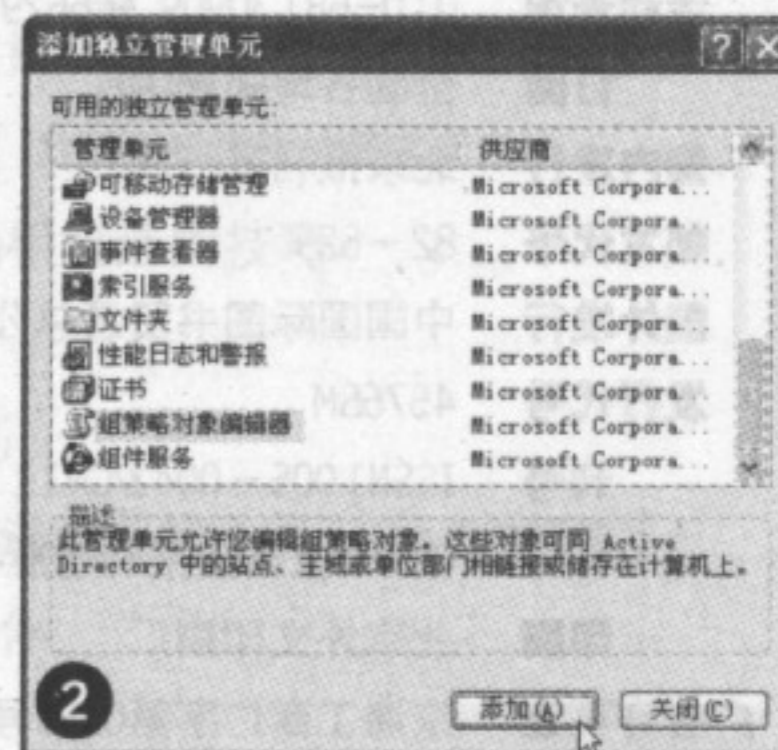 添加独立管理单元
可用的独立管理单元:
管理单元 供应商
可移动存储管理 Microsoft Corpora...
设备管理器 Microsoft Corpora...
事件查看器 Microsoft Corpora...
索引服务 Microsoft Corpora...
文件夹 Microsoft Corpora...
性能日志和警报 Microsoft Corpora...
证书 Microsoft Corpora...
组策略对象编辑器 Microsoft Corpora...
组件服务 Microsoft Corpora...
描述
此管理单元允许您编辑组策略对象。这些对象可同 Active
Directory 中的站点、主域或单位部门相链接或储存在计算机上。
2
添加(A) 关闭(C)